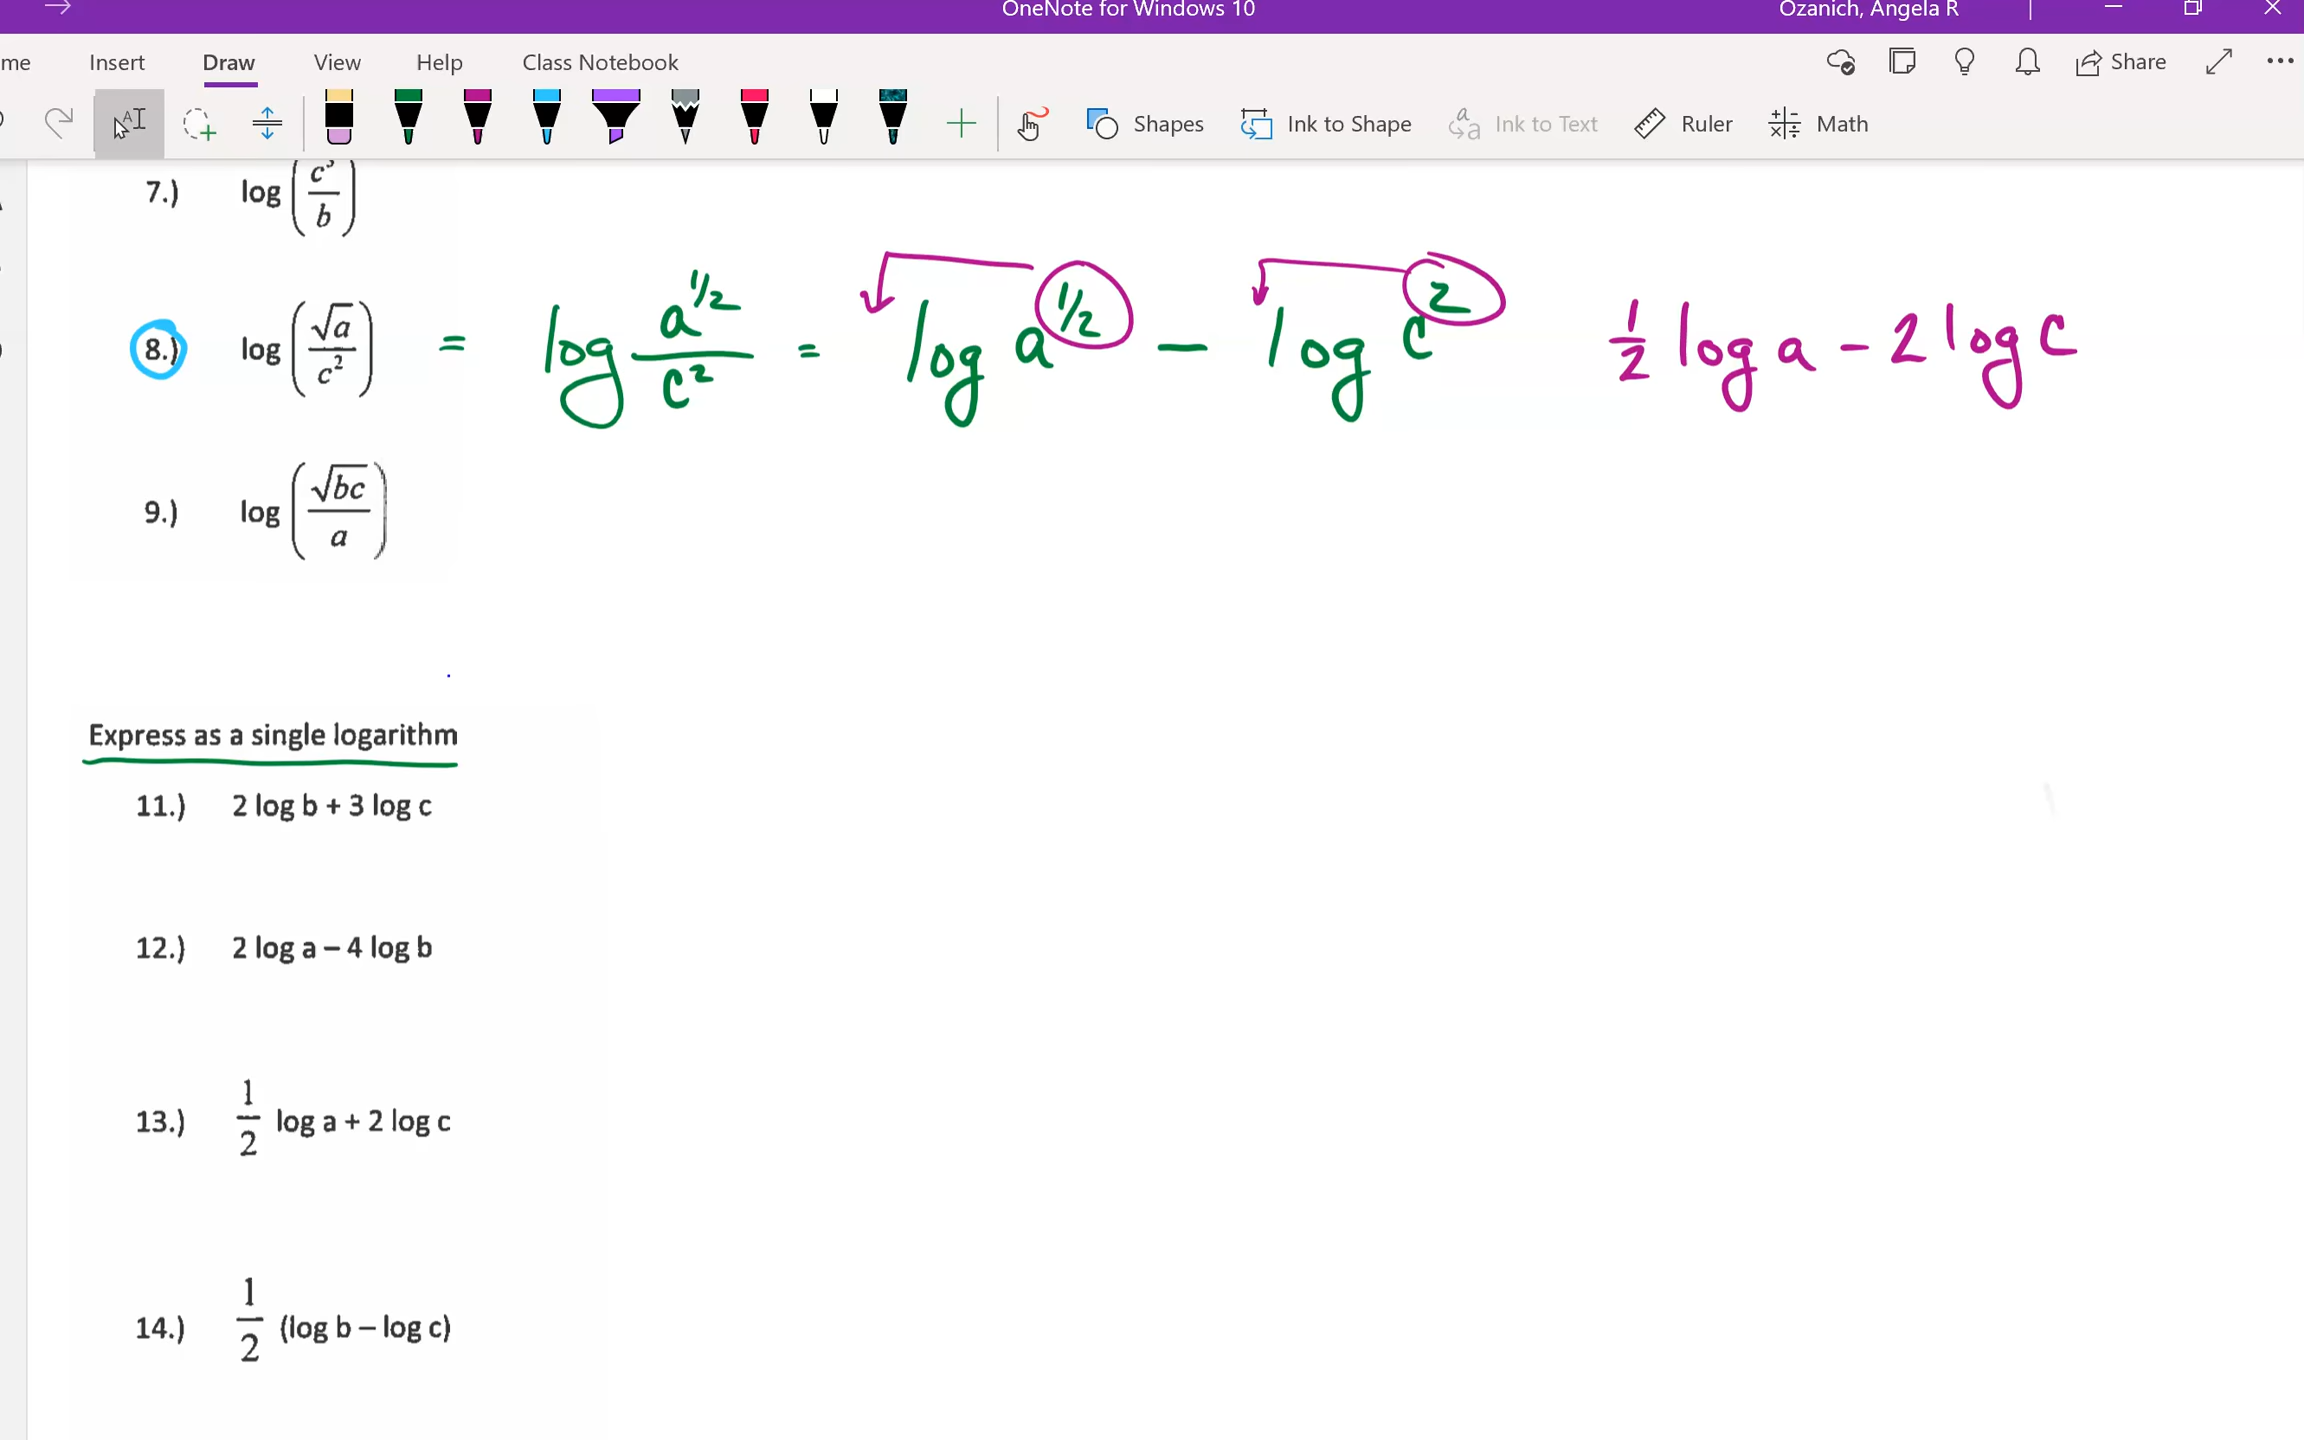 OneNote for Windows 10 Ozanich, Angela R
me Insert Draw View Help Class Notebook Share
Shapes Ink to Shape Ink to Text Ruler Math
7.) log (c³/b)
8.) log (√a/c²) = log a^½/c² = log a^½ − log c² ½ log a − 2 log c
9.) log (√bc/a)
Express as a single logarithm
11.) 2 log b + 3 log c
12.) 2 log a – 4 log b
13.) 1/2 log a + 2 log c
14.) 1/2 (log b – log c)